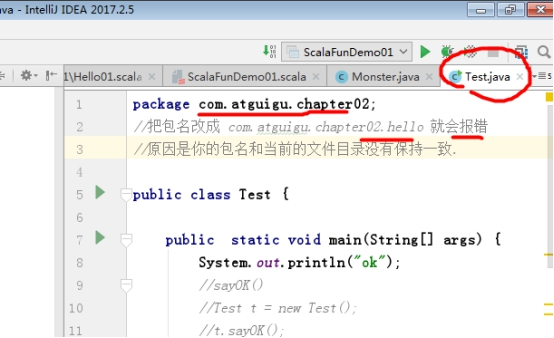 ava - IntelliJ IDEA 2017.2.5
ScalaFunDemo01
1\Hello01.scala
ScalaFunDemo01.scala
Monster.java
Test.java
1 package com.atguigu.chapter02;
2 //把包名改成 com.atguigu.chapter02.hello 就会报错
3 //原因是你的包名和当前的文件目录没有保持一致.
4
5 public class Test {
6
7 public static void main(String[] args) {
8 System.out.println("ok");
9 //sayOK()
10 //Test t = new Test();
11 //t.sayOK();